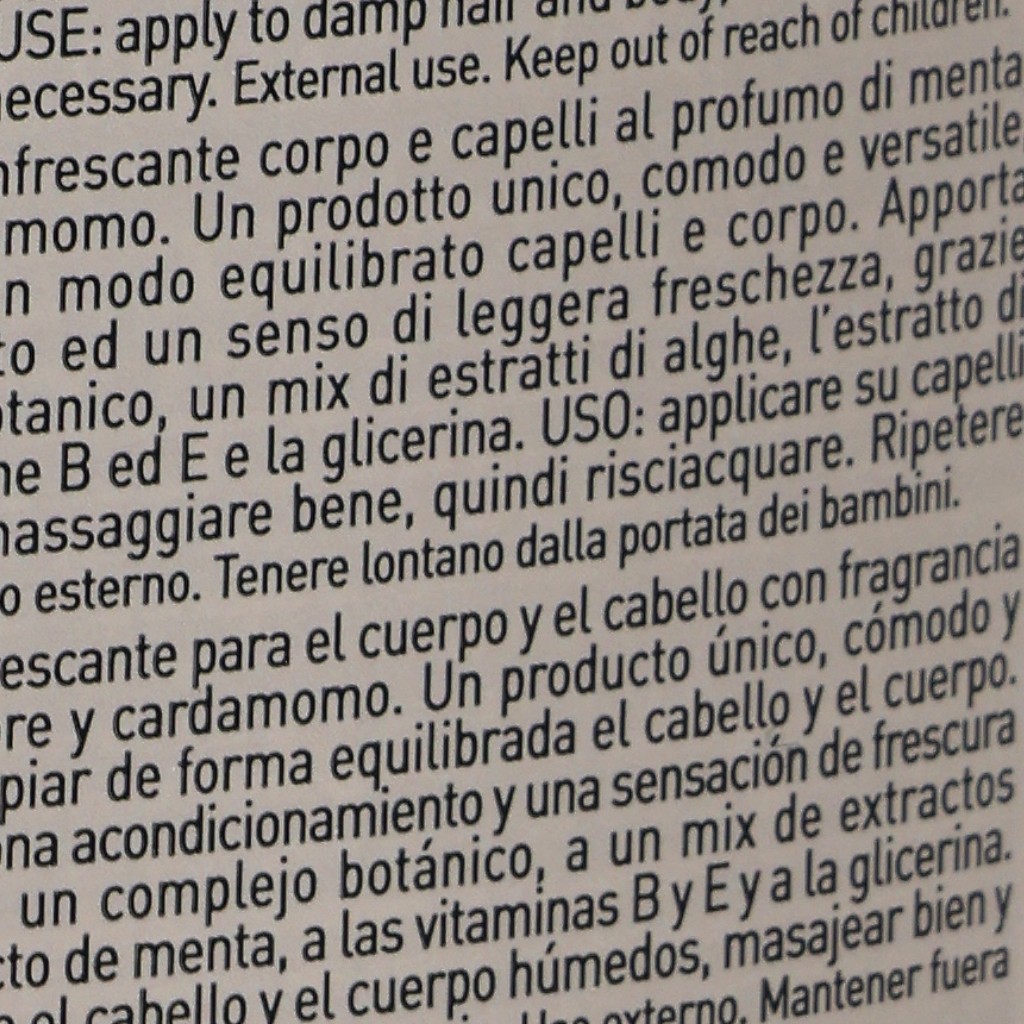 USE: apply to damp hair and body,
necessary. External use. Keep out of reach of children.
nfrescante corpo e capelli al profumo di menta
momo. Un prodotto unico, comodo e versatile,
n modo equilibrato capelli e corpo. Apporta
to ed un senso di leggera freschezza, grazie
otanico, un mix di estratti di alghe, l'estratto di
ne B ed E e la glicerina. USO: applicare su capelli
massaggiare bene, quindi risciacquare. Ripetere
o esterno. Tenere lontano dalla portata dei bambini.
escante para el cuerpo y el cabello con fragrancia
re y cardamomo. Un producto único, cómodo y
piar de forma equilibrada el cabello y el cuerpo.
na acondicionamiento y una sensación de frescura
un complejo botánico, a un mix de extractos
cto de menta, a las vitaminas B y E y a la glicerina.
el cabello y el cuerpo húmedos, masajear bien y
Uso externo. Mantener fuera